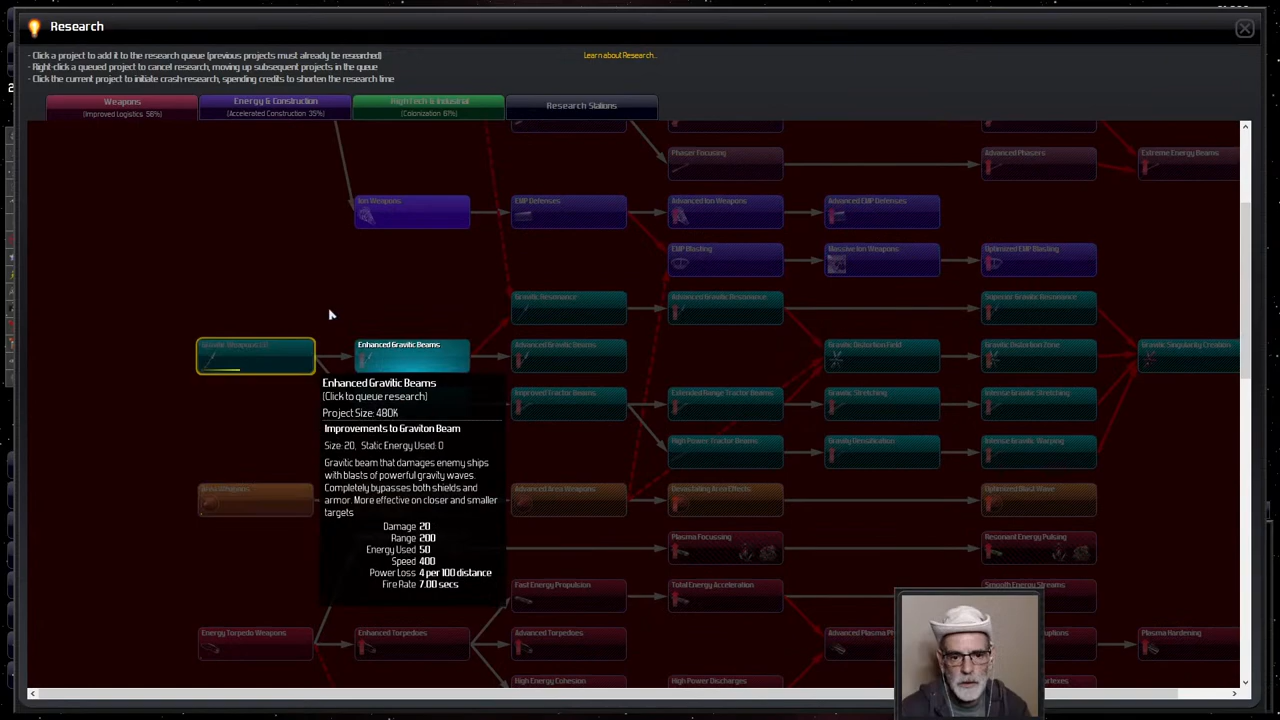 Research
- Click a project to add it to the research queue (previous projects must already be researched)
Learn about Research...
- Right-click a queued project to cancel research, moving up subsequent projects in the queue
- Click the current project to initiate crash-research, spending credits to shorten the research time
Weapons
(Improved Logistics 56%)
Energy & Construction
(Accelerated Construction 35%)
HighTech & Industrial
(Colonization 61%)
Research Stations
Phaser Focusing
Advanced Phasers
Extreme Energy Beams
Ion Weapons
EMP Defenses
Advanced Ion Weapons
Advanced EMP Defenses
EMP Blasting
Massive Ion Weapons
Optimized EMP Blasting
Gravitic Resonance
Advanced Gravitic Resonance
Superior Gravitic Resonance
Gravitic Weapons
Enhanced Gravitic Beams
Advanced Gravitic Beams
Gravitic Distortion Field
Gravitic Distortion Zone
Gravitic Singularity Creation
Improved Tractor Beams
Extended Range Tractor Beams
Gravitic Stretching
Intense Gravitic Stretching
High Power Tractor Beams
Gravity Densification
Intense Gravitic Warping
Enhanced Gravitic Beams
(Click to queue research)
Project Size: 480K
Improvements to Graviton Beam
Size 20, Static Energy Used: 0
Gravitic beam that damages enemy ships
with blasts of powerful gravity waves.
Completely bypasses both shields and
armor. More effective on closer and smaller
targets
Damage 20
Range 200
Energy Used 50
Speed 400
Power Loss 4 per 100 distance
Fire Rate 7.00 secs
Area Weapons
Advanced Area Weapons
Devastating Area Effects
Optimized Blast Wave
Plasma Focussing
Resonant Energy Pulsing
Fast Energy Propulsion
Total Energy Acceleration
Smooth Energy Streams
Energy Torpedo Weapons
Enhanced Torpedoes
Advanced Torpedoes
Advanced Plasma
Plasma Hardening
High Energy Cohesion
High Power Discharges